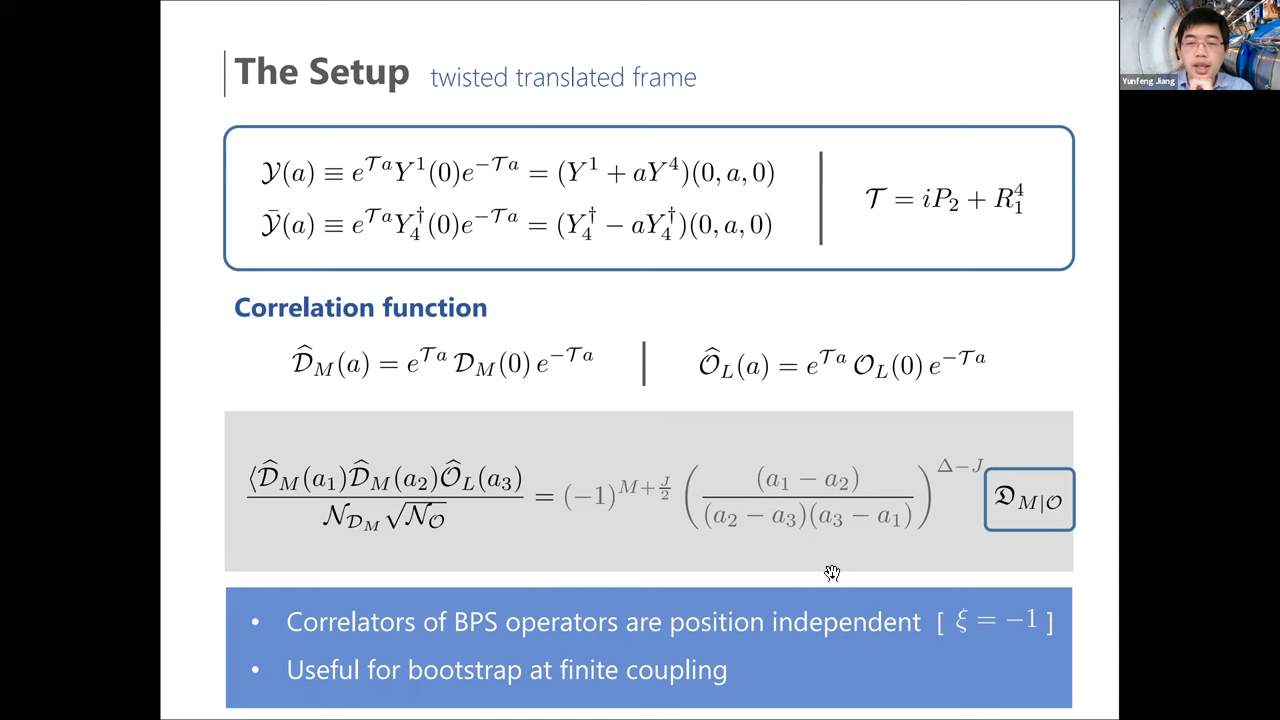 The Setup twisted translated frame
Yunfeng Jiang
𝒴(a) ≡ e^{𝒯a}Y^1(0)e^{−𝒯a} = (Y^1 + aY^4)(0, a, 0)
𝒴̄(a) ≡ e^{𝒯a}Y_4^†(0)e^{−𝒯a} = (Y_4^† − aY_4^†)(0, a, 0)
𝒯 = iP_2 + R_1^4
Correlation function
𝒟̂_M(a) = e^{𝒯a} 𝒟_M(0) e^{−𝒯a}
𝒪̂_L(a) = e^{𝒯a} 𝒪_L(0) e^{−𝒯a}
⟨𝒟̂_M(a_1)𝒟̂_M(a_2)𝒪̂_L(a_3) / 𝒩_{𝒟_M}√𝒩_𝒪 = (−1)^{M+J/2} ((a_1 − a_2) / (a_2 − a_3)(a_3 − a_1))^{Δ−J} 𝔇_{M|𝒪}
• Correlators of BPS operators are position independent [ ξ = −1 ]
• Useful for bootstrap at finite coupling